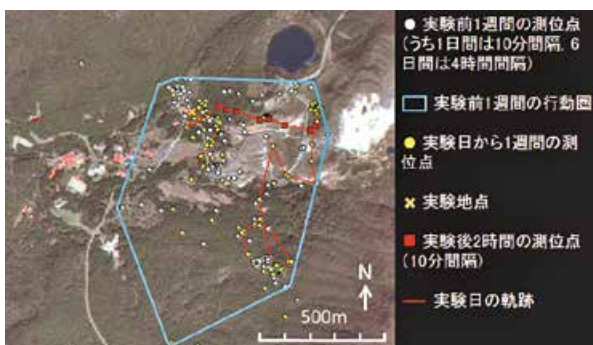 実験前1週間の測位点
(うち1日間は10分間隔, 6
日間は4時間間隔)
実験前1週間の行動圏
実験日から1週間の測
位点
実験地点
実験後2時間の測位点
(10分間隔)
実験日の軌跡
N
500m